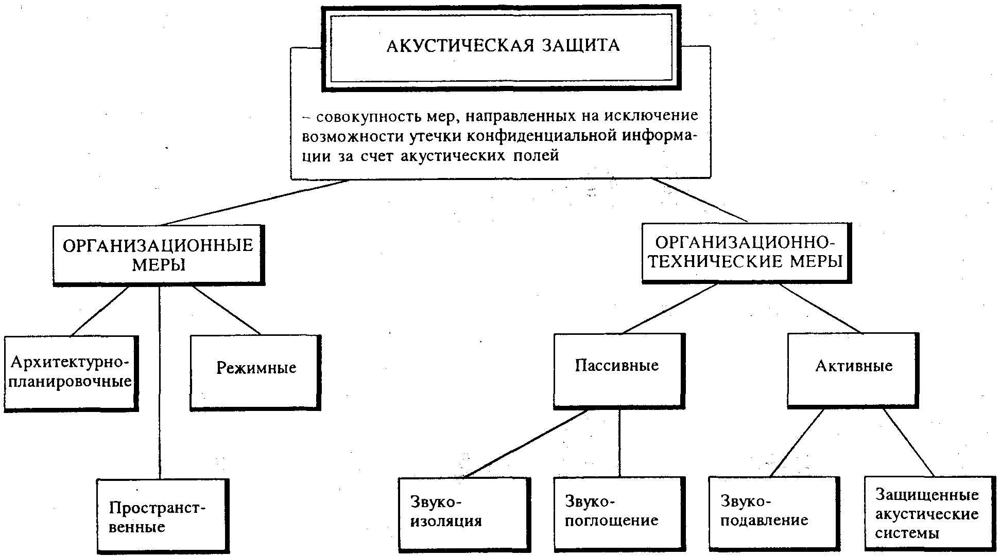 АКУСТИЧЕСКАЯ ЗАЩИТА
– совокупность мер, направленных на исключение
возможности утечки конфиденциальной информа-
ции за счет акустических полей
ОРГАНИЗАЦИОННЫЕ
МЕРЫ
ОРГАНИЗАЦИОННО-
ТЕХНИЧЕСКИЕ МЕРЫ
Архитектурно-
планировочные
Режимные
Пассивные
Активные
Пространст-
венные
Звуко-
изоляция
Звуко-
поглощение
Звуко-
подавление
Защищенные
акустические
системы